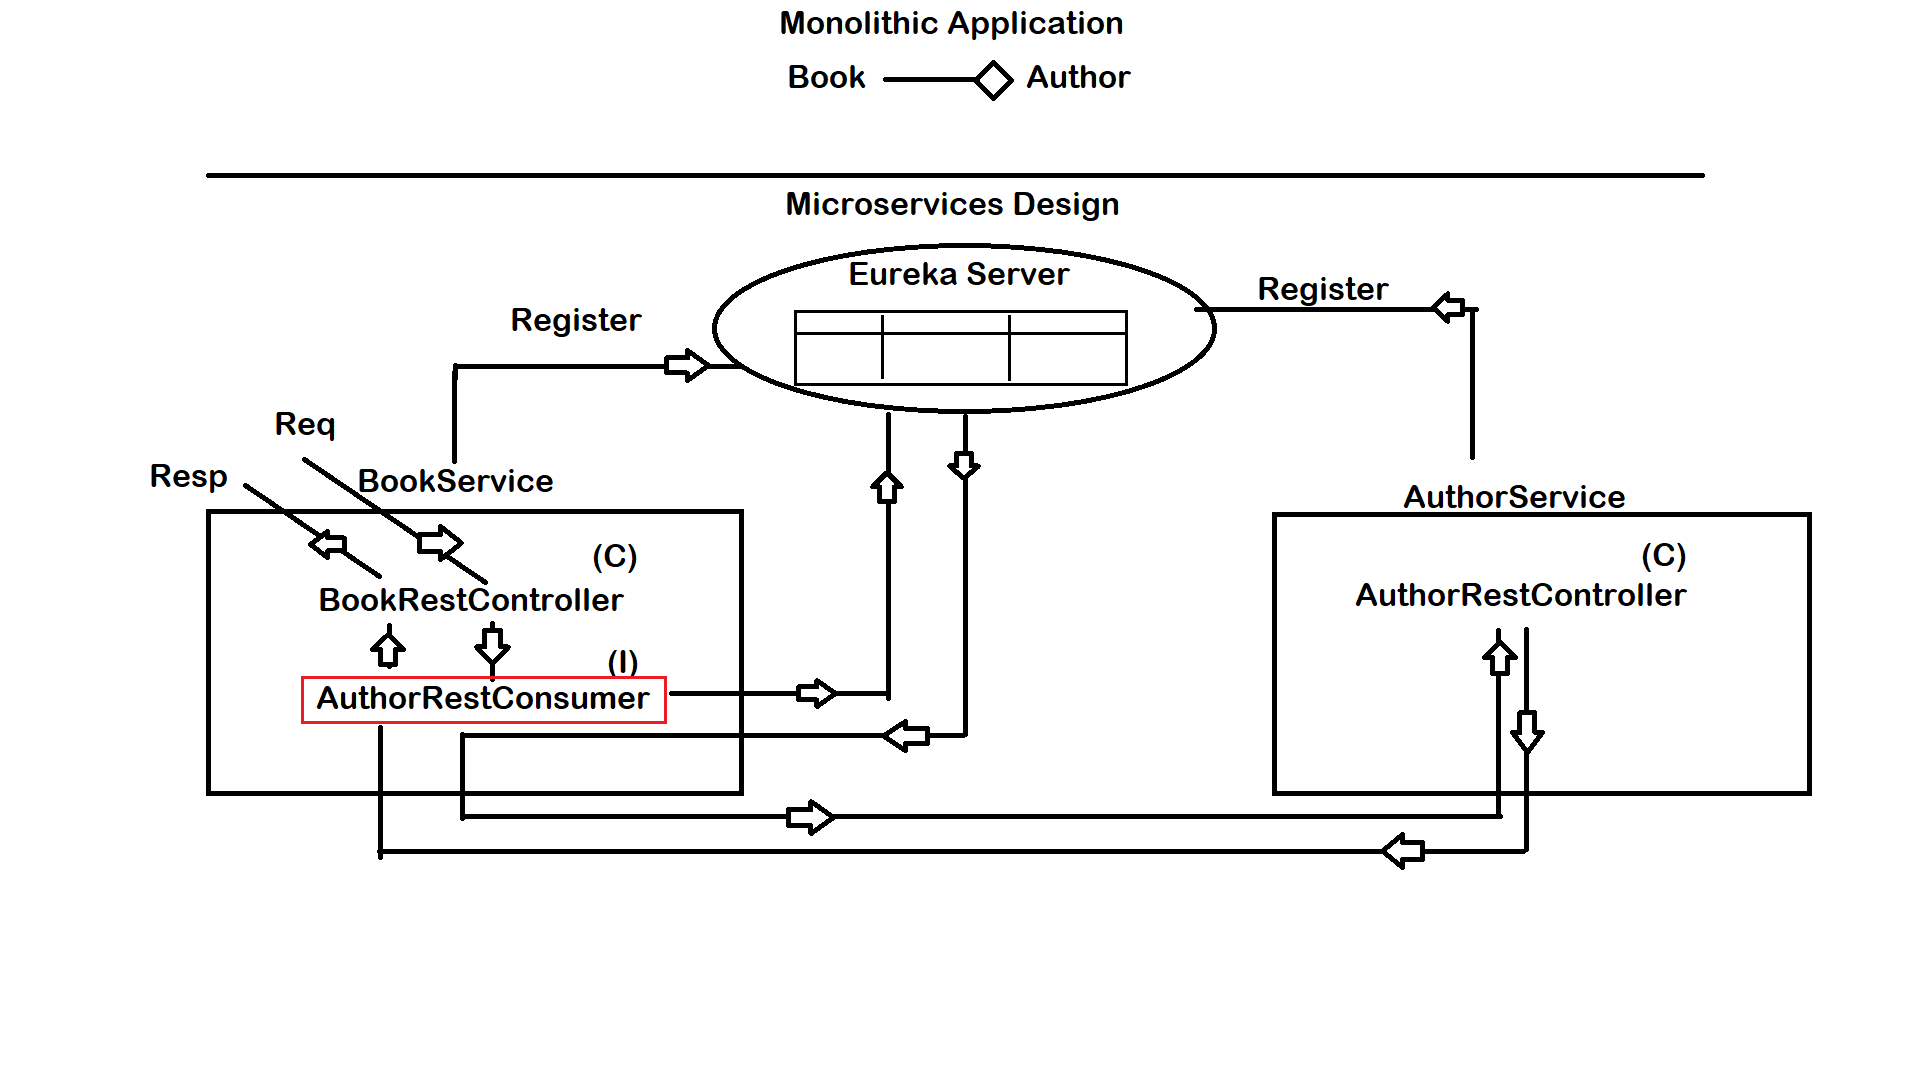 Monolithic Application
Book Author
Microservices Design
Eureka Server
Register
Register
Req
Resp
BookService
AuthorService
(C)
BookRestController
(I)
AuthorRestConsumer
(C)
AuthorRestController